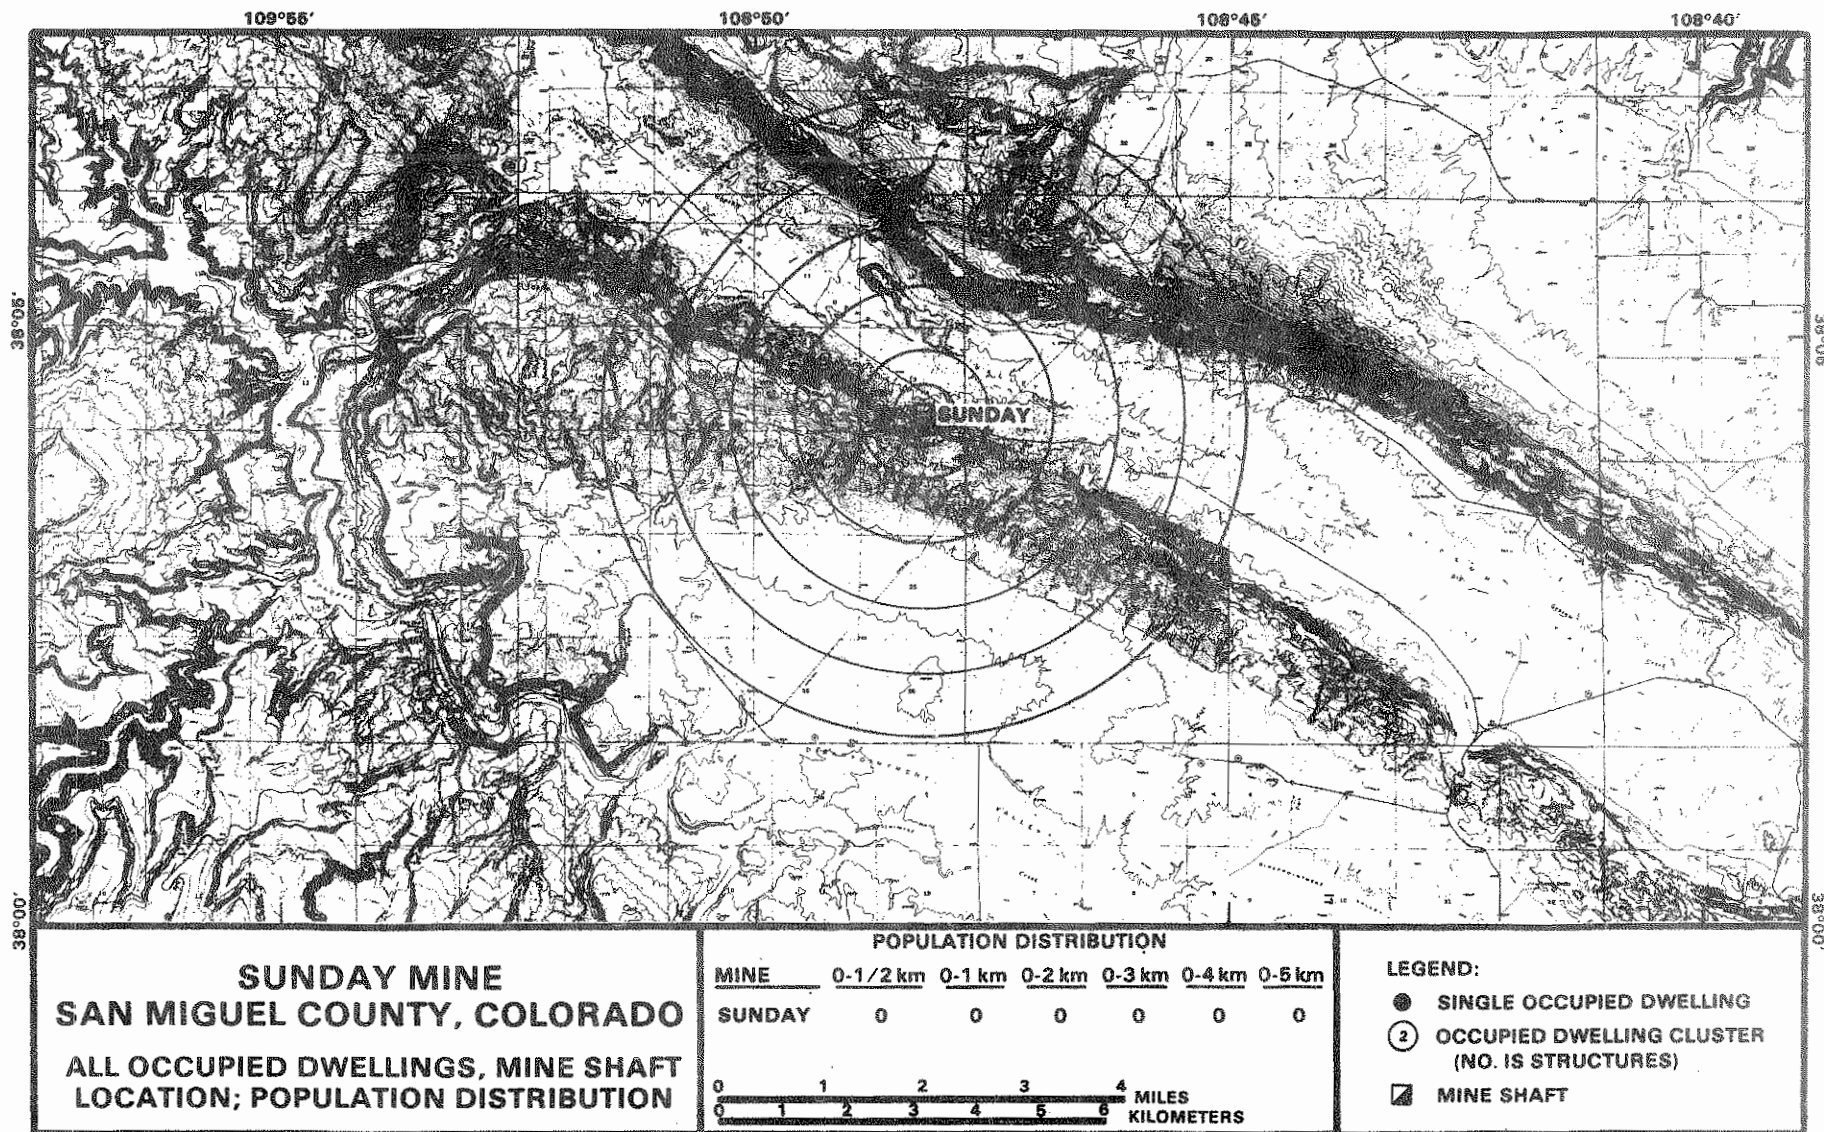 109°55′ 108°50′ 108°45′ 108°40′
38°05′
38°05′
SUNDAY
38°00′
38°00′
SUNDAY MINE
SAN MIGUEL COUNTY, COLORADO
ALL OCCUPIED DWELLINGS, MINE SHAFT
LOCATION; POPULATION DISTRIBUTION
POPULATION DISTRIBUTION
MINE 0-1/2 km 0-1 km 0-2 km 0-3 km 0-4 km 0-5 km
SUNDAY 0 0 0 0 0 0
0 1 2 3 4 MILES
0 1 2 3 4 5 6 KILOMETERS
LEGEND:
SINGLE OCCUPIED DWELLING
2 OCCUPIED DWELLING CLUSTER
(NO. IS STRUCTURES)
MINE SHAFT